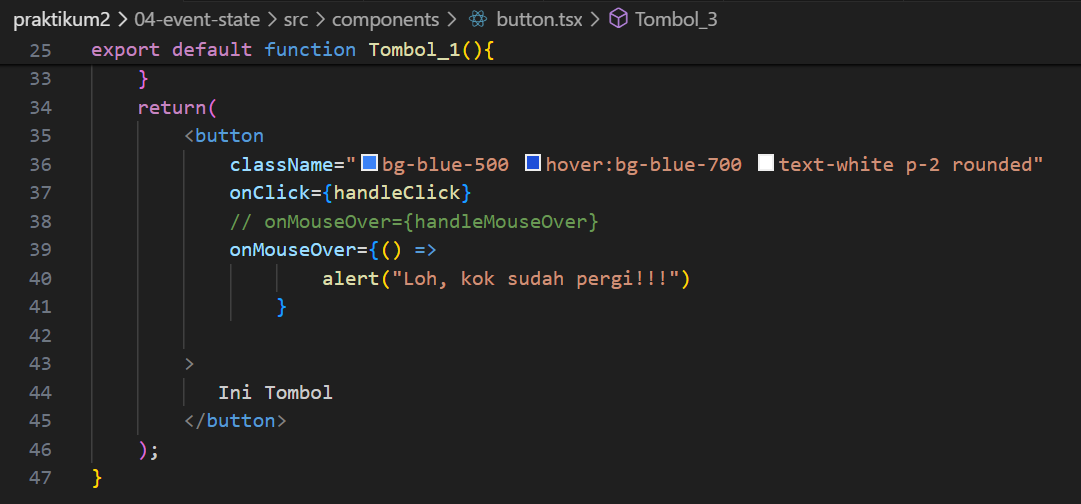 praktikum2 > 04-event-state > src > components > button.tsx > Tombol_3
25 export default function Tombol_1(){
33 }
34 return(
35 <button
36 className="bg-blue-500 hover:bg-blue-700 text-white p-2 rounded"
37 onClick={handleClick}
38 // onMouseOver={handleMouseOver}
39 onMouseOver={() =>
40 alert("Loh, kok sudah pergi!!!")
41 }
42
43 >
44 Ini Tombol
45 </button>
46 );
47 }